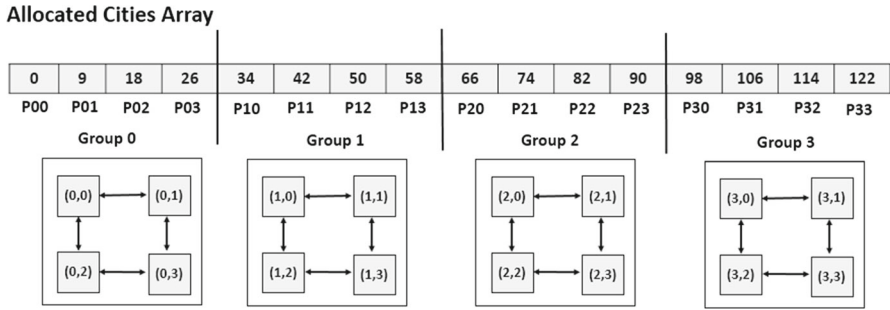 Allocated Cities Array
0 9 18 26 34 42 50 58 66 74 82 90 98 106 114 122
P00 P01 P02 P03 P10 P11 P12 P13 P20 P21 P22 P23 P30 P31 P32 P33
Group 0 Group 1 Group 2 Group 3
(0,0) (0,1) (1,0) (1,1) (2,0) (2,1) (3,0) (3,1)
(0,2) (0,3) (1,2) (1,3) (2,2) (2,3) (3,2) (3,3)